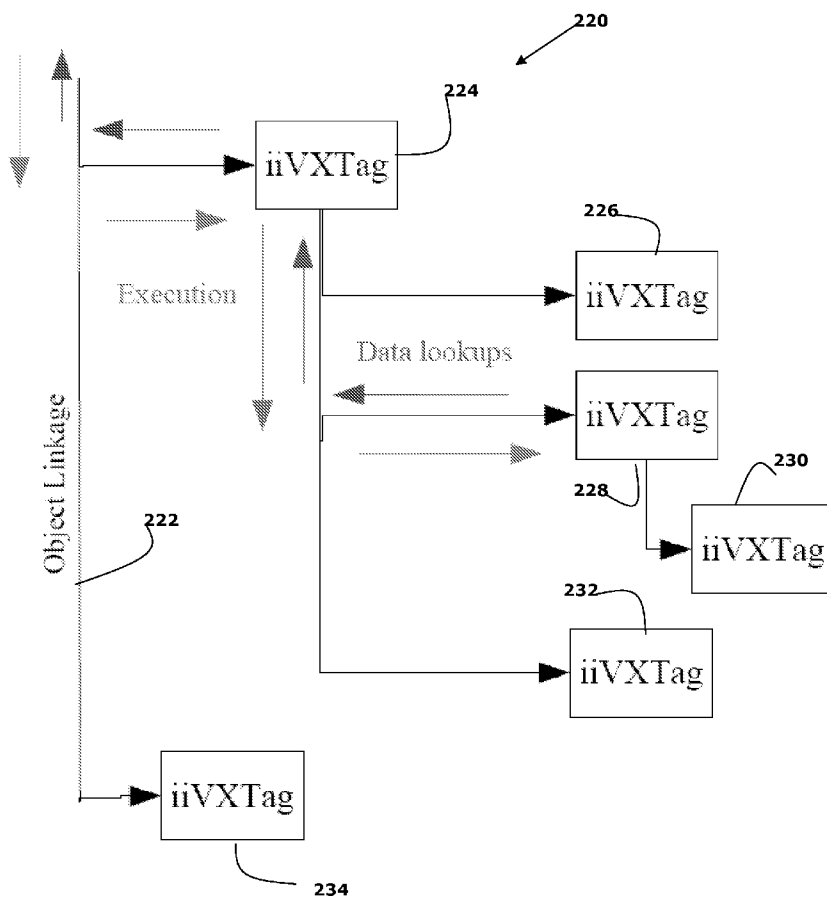 220
224
iiVXTag
226
iiVXTag
Execution
Data lookups
iiVXTag
228
230
iiVXTag
Object Linkage
222
232
iiVXTag
iiVXTag
234